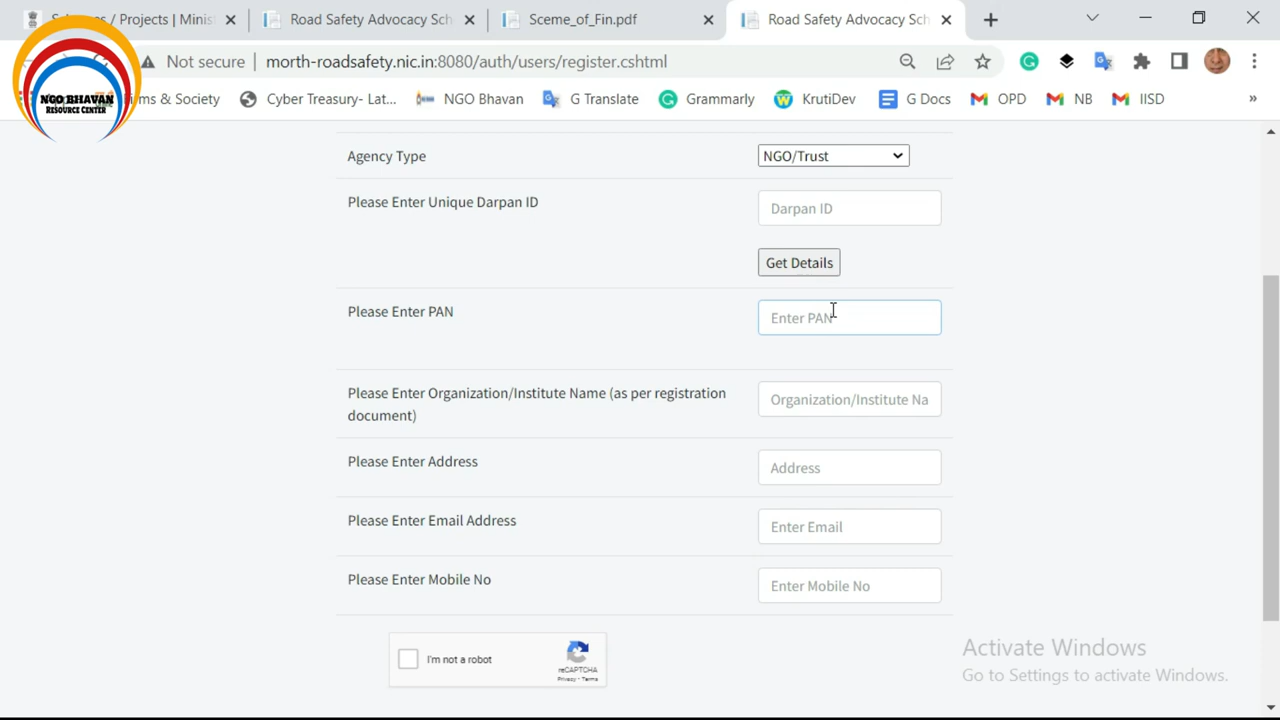 Schemes / Projects | Minis
Road Safety Advocacy Sch
Sceme_of_Fin.pdf
Road Safety Advocacy Sch
Not secure
morth-roadsafety.nic.in:8080/auth/users/register.cshtml
NGO BHAVAN
RESOURCE CENTER
ms & Society
Cyber Treasury- Lat...
NGO Bhavan
G Translate
Grammarly
KrutiDev
G Docs
OPD
NB
IISD
»
Agency Type
NGO/Trust
Please Enter Unique Darpan ID
Darpan ID
Get Details
Please Enter PAN
Enter PAN
Please Enter Organization/Institute Name (as per registration
document)
Organization/Institute Na
Please Enter Address
Address
Please Enter Email Address
Enter Email
Please Enter Mobile No
Enter Mobile No
I'm not a robot
reCAPTCHA
Privacy - Terms
Activate Windows
Go to Settings to activate Windows.